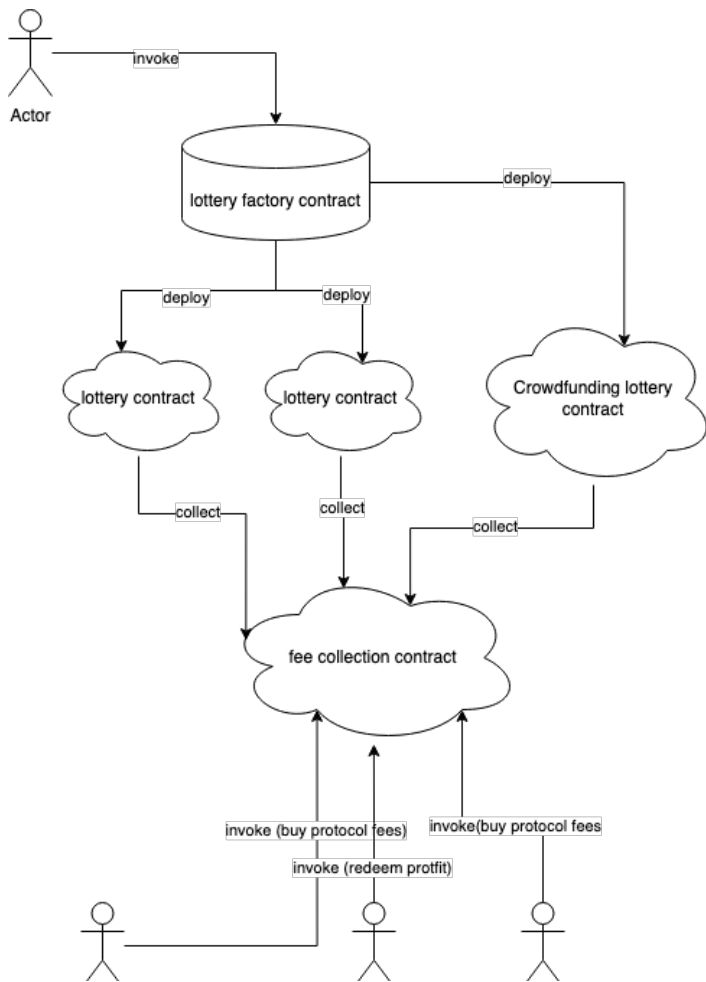 invoke
Actor
lottery factory contract
deploy
deploy
deploy
lottery contract
lottery contract
Crowdfunding lottery
contract
collect
collect
collect
fee collection contract
invoke (buy protocol fees)
invoke(buy protocol fees
invoke (redeem protfit)